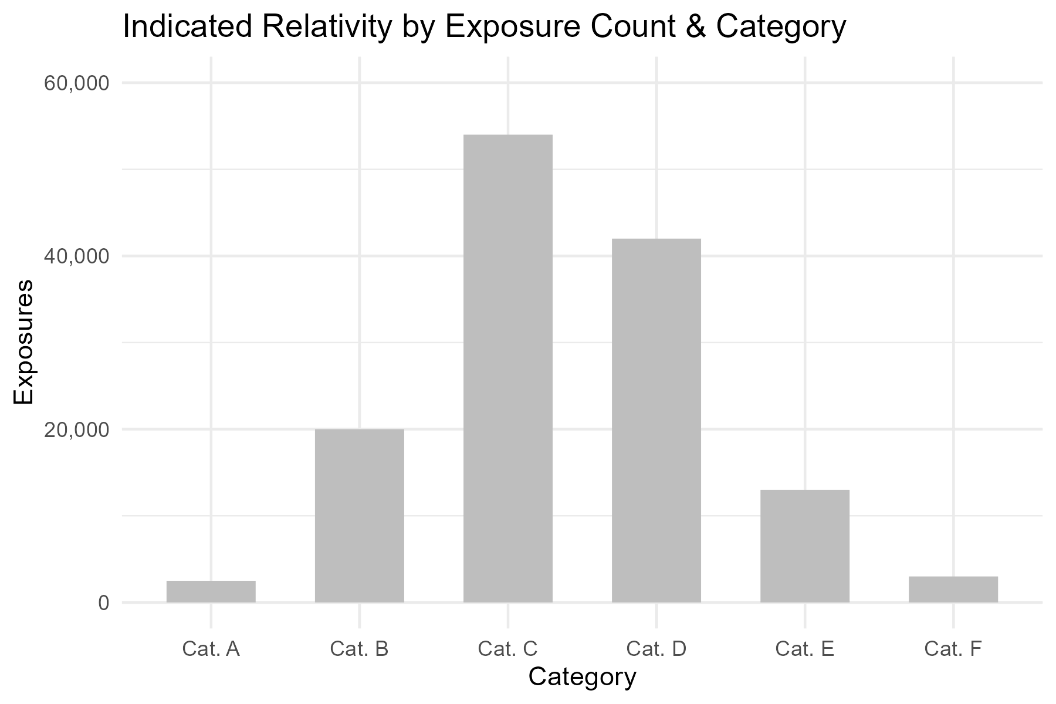 Indicated Relativity by Exposure Count & Category
60,000
40,000
20,000
0
Exposures
Cat. A
Cat. B
Cat. C
Cat. D
Cat. E
Cat. F
Category